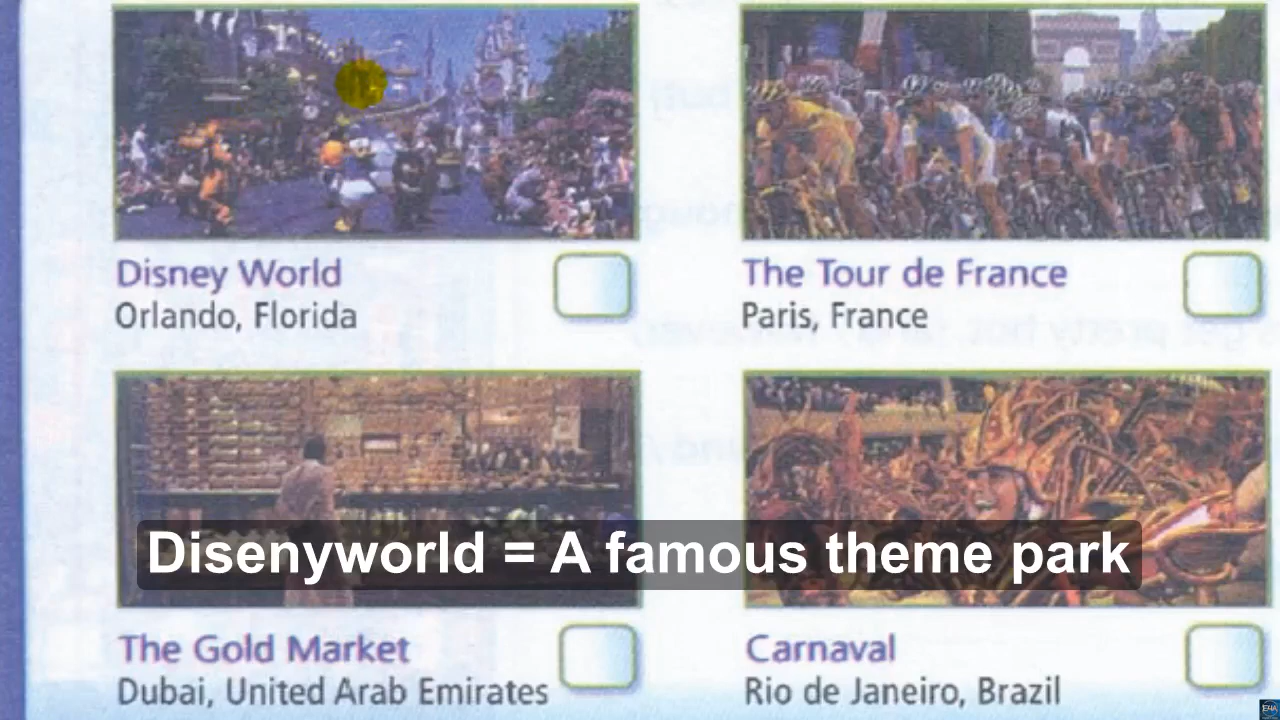 Disney World
Orlando, Florida
The Tour de France
Paris, France
Disenyworld = A famous theme park
The Gold Market
Dubai, United Arab Emirates
Carnaval
Rio de Janeiro, Brazil